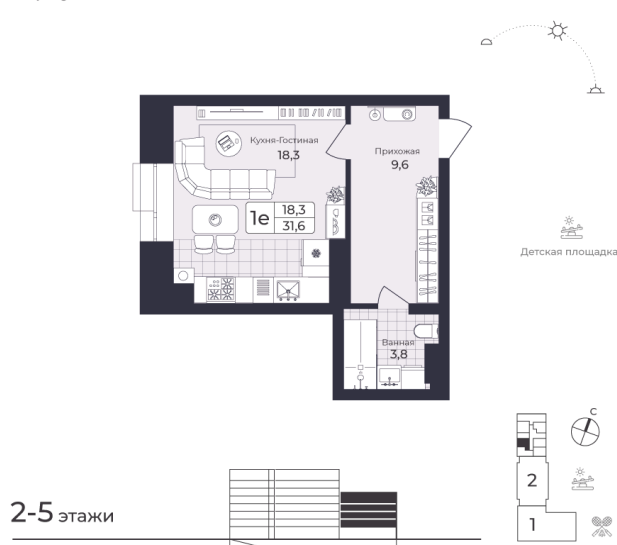 Кухня-Гостиная
18,3
Прихожая
9,6
1е
18,3
31,6
Детская площадка
Ванная
3,8
С
2
1
2-5 этажи